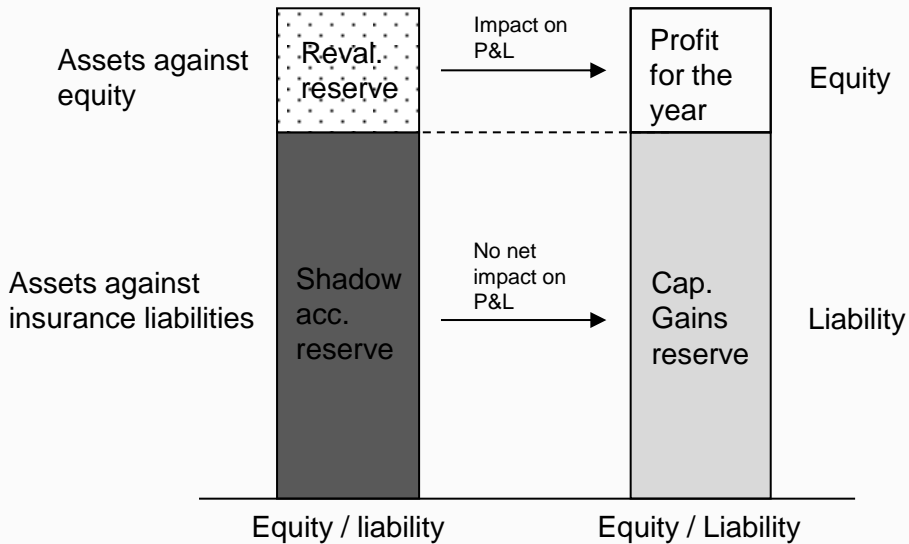 Assets against
equity
Reval.
reserve
Impact on
P&L
Profit
for the
year
Equity
Assets against
insurance liabilities
Shadow
acc.
reserve
No net
impact on
P&L
Cap.
Gains
reserve
Liability
Equity / liability
Equity / Liability